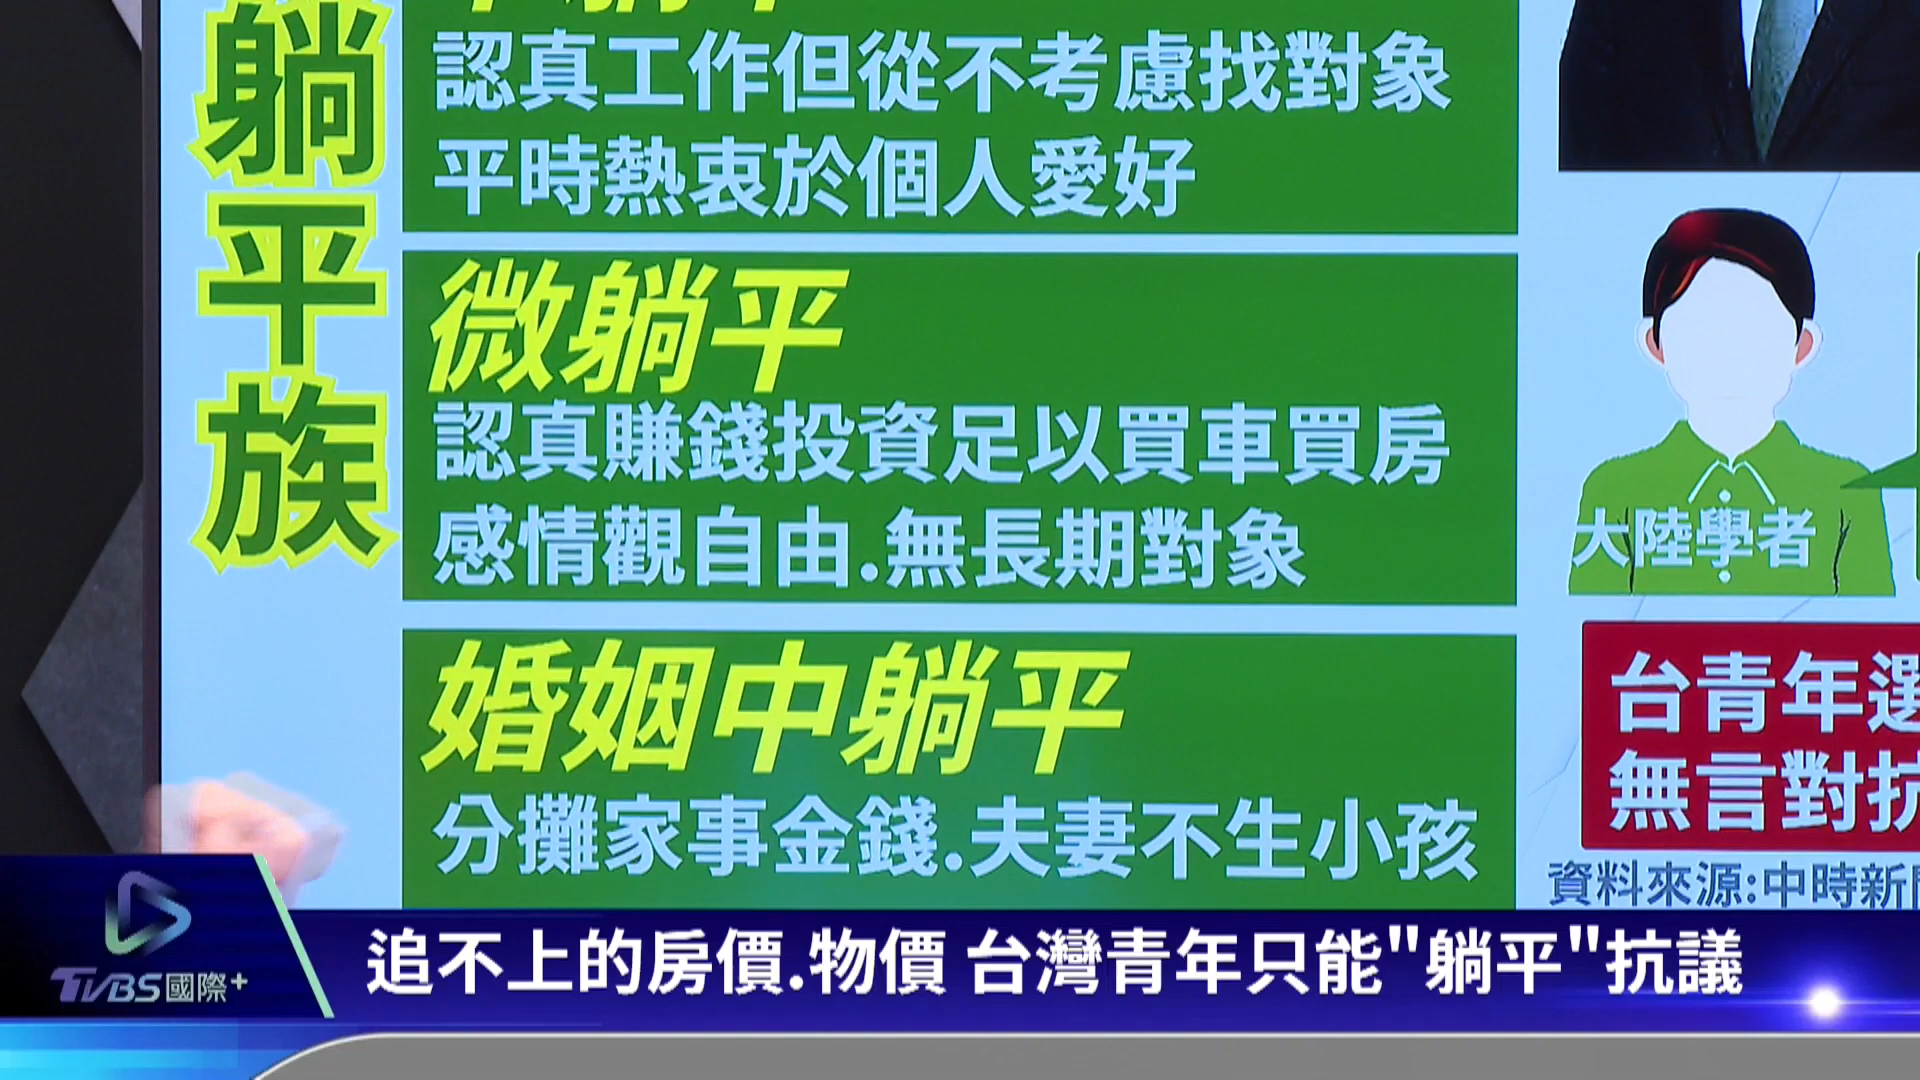 躺平族
認真工作但從不考慮找對象
平時熱衷於個人愛好
微躺平
認真賺錢投資足以買車買房
感情觀自由.無長期對象
婚姻中躺平
分攤家事金錢.夫妻不生小孩
大陸學者
台青年選
無言對抗
資料來源:中時新聞
追不上的房價.物價 台灣青年只能"躺平"抗議
TVBS國際+